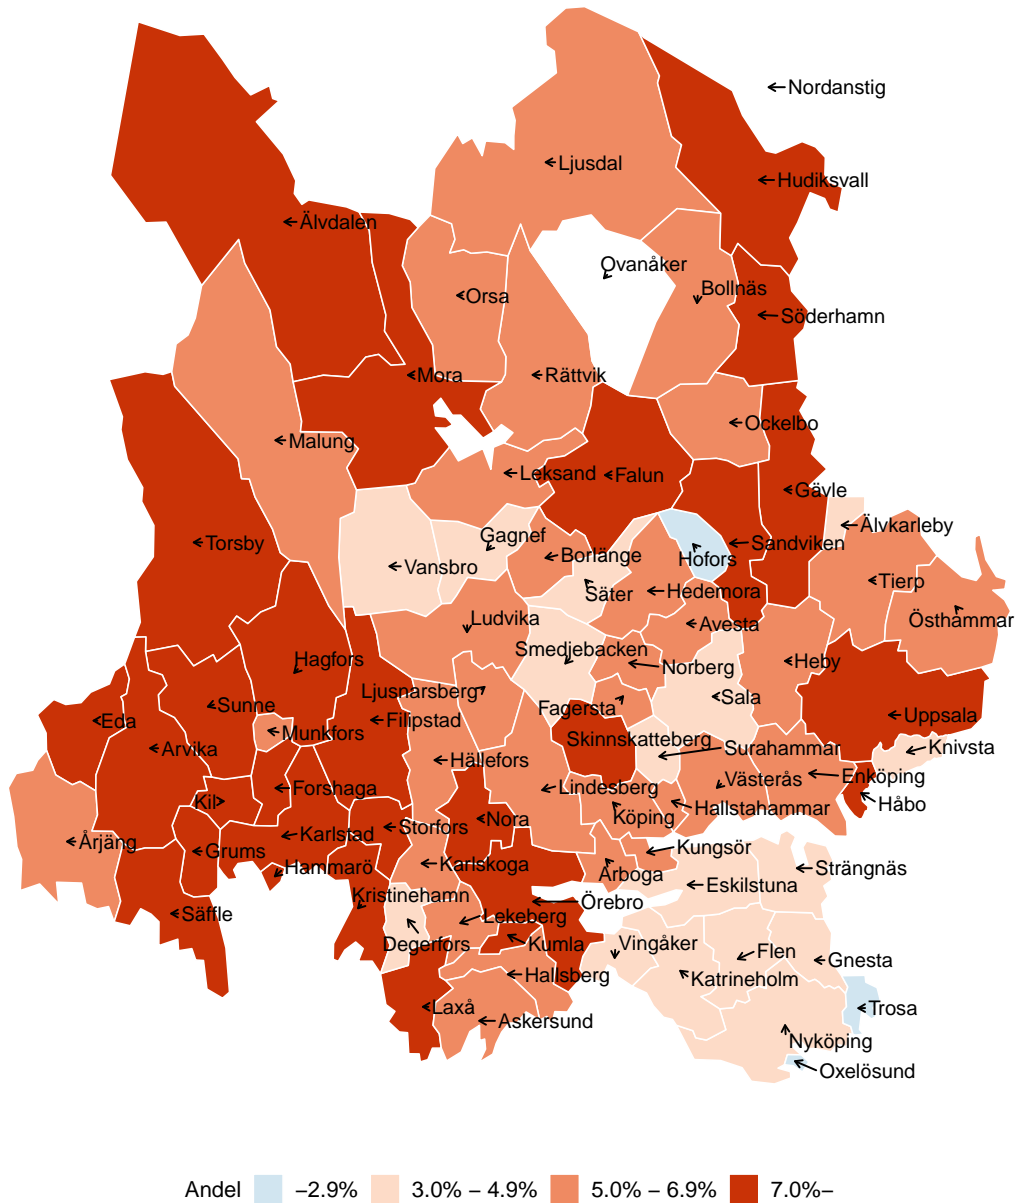 Nordanstig
Ljusdal
Hudiksvall
Älvdalen
Ovanåker
Orsa
Bollnäs
Söderhamn
Mora
Rättvik
Ockelbo
Malung
Leksand
Falun
Gävle
Älvkarleby
Torsby
Gagnef
Borlänge
Hofors
Sandviken
Vansbro
Tierp
Säter
Hedemora
Östhammar
Ludvika
Avesta
Smedjebacken
Hagfors
Norberg
Heby
Ljusnarsberg
Sala
Sunne
Fagersta
Eda
Filipstad
Uppsala
Munkfors
Skinnskatteberg
Arvika
Surahammar
Knivsta
Hällefors
Enköping
Västerås
Forshaga
Lindesberg
Kil
Hallstahammar
Håbo
Köping
Nora
Storfors
Karlstad
Årjäng
Kungsör
Grums
Karlskoga
Hammarö
Arboga
Strängnäs
Eskilstuna
Kristinehamn
Örebro
Säffle
Lekeberg
Degerfors
Kumla
Vingåker
Flen
Gnesta
Hallsberg
Katrineholm
Laxå
Trosa
Askersund
Nyköping
Oxelösund
Andel −2.9% 3.0% − 4.9% 5.0% − 6.9% 7.0%−